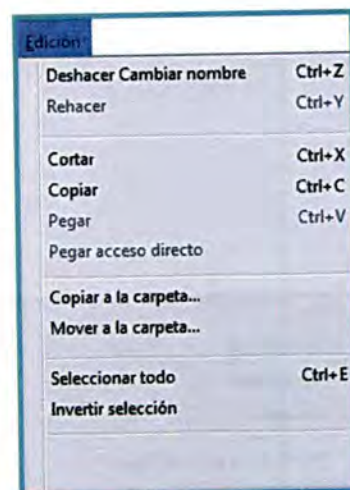 Edición
Deshacer Cambiar nombre Ctrl+Z
Rehacer Ctrl+Y
Cortar Ctrl+X
Copiar Ctrl+C
Pegar Ctrl+V
Pegar acceso directo
Copiar a la carpeta...
Mover a la carpeta...
Seleccionar todo Ctrl+E
Invertir selección